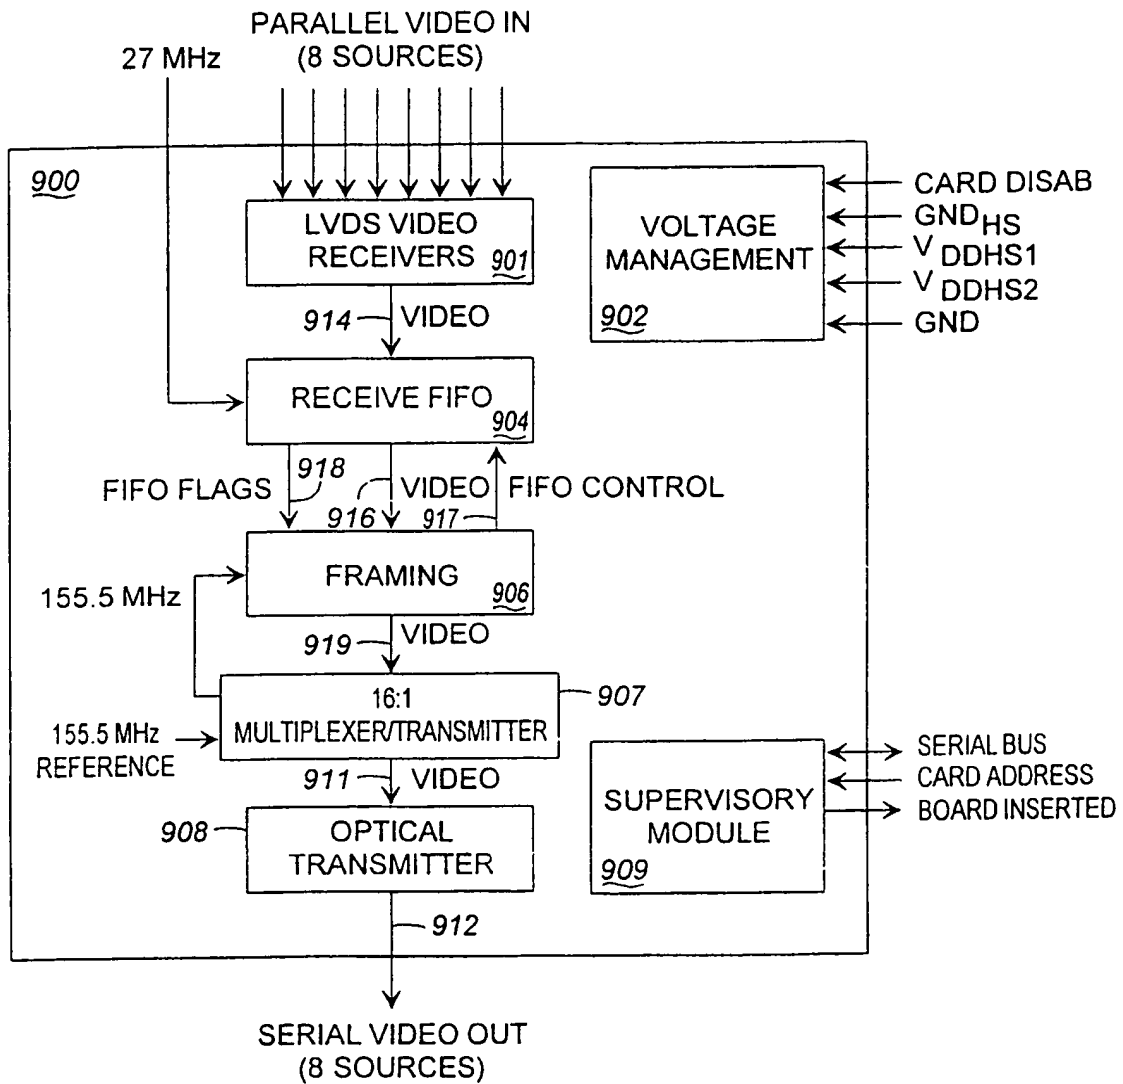 PARALLEL VIDEO IN
(8 SOURCES)
27 MHz
900
LVDS VIDEO
RECEIVERS
901
VOLTAGE
MANAGEMENT
902
CARD DISAB
GNDHS
VDDHS1
VDDHS2
GND
914
VIDEO
RECEIVE FIFO
904
FIFO FLAGS
918
916
VIDEO
917
FIFO CONTROL
FRAMING
906
155.5 MHz
919
VIDEO
16:1
MULTIPLEXER/TRANSMITTER
907
155.5 MHz
REFERENCE
911
VIDEO
OPTICAL
TRANSMITTER
908
SUPERVISORY
MODULE
909
SERIAL BUS
CARD ADDRESS
BOARD INSERTED
912
SERIAL VIDEO OUT
(8 SOURCES)